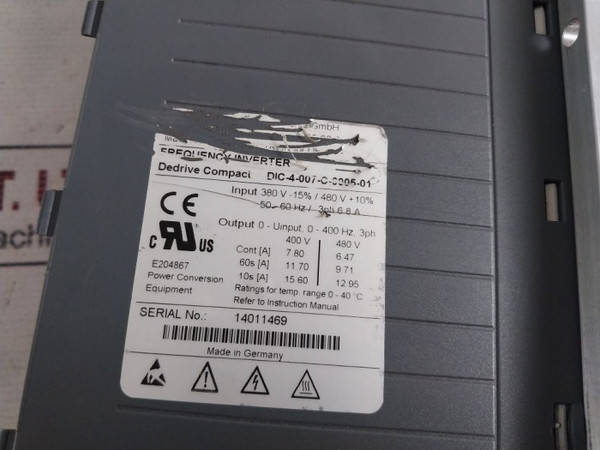 GmbH
FREQUENCY INVERTER
Dedrive Compact DIC-4-007-C-0005-01
Input 380 V -15% / 480 V +10%
50 - 60 Hz / 3ph 6.8 A
Output 0 - Uinput, 0 - 400 Hz, 3ph
400 V 480 V
Cont [A] 7.80 6.47
60s [A] 11.70 9.71
10s [A] 15.60 12.95
CE
c RU US
E204867
Power Conversion
Equipment
Ratings for temp. range 0 - 40 °C
Refer to Instruction Manual
SERIAL No.: 14011469
Made in Germany